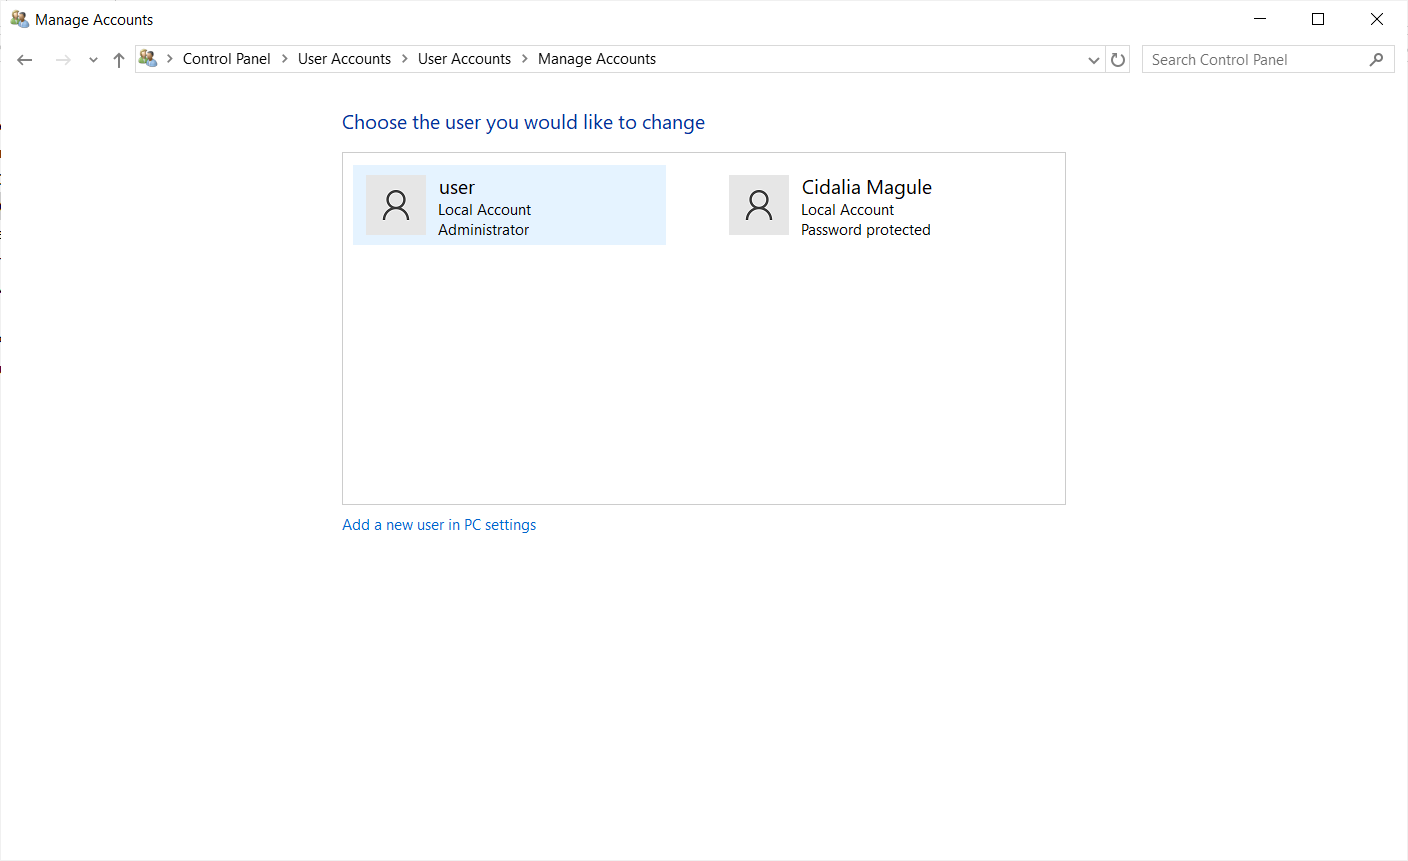 Manage Accounts
Control Panel > User Accounts > User Accounts > Manage Accounts
Search Control Panel
Choose the user you would like to change
user
Local Account
Administrator
Cidalia Magule
Local Account
Password protected
Add a new user in PC settings